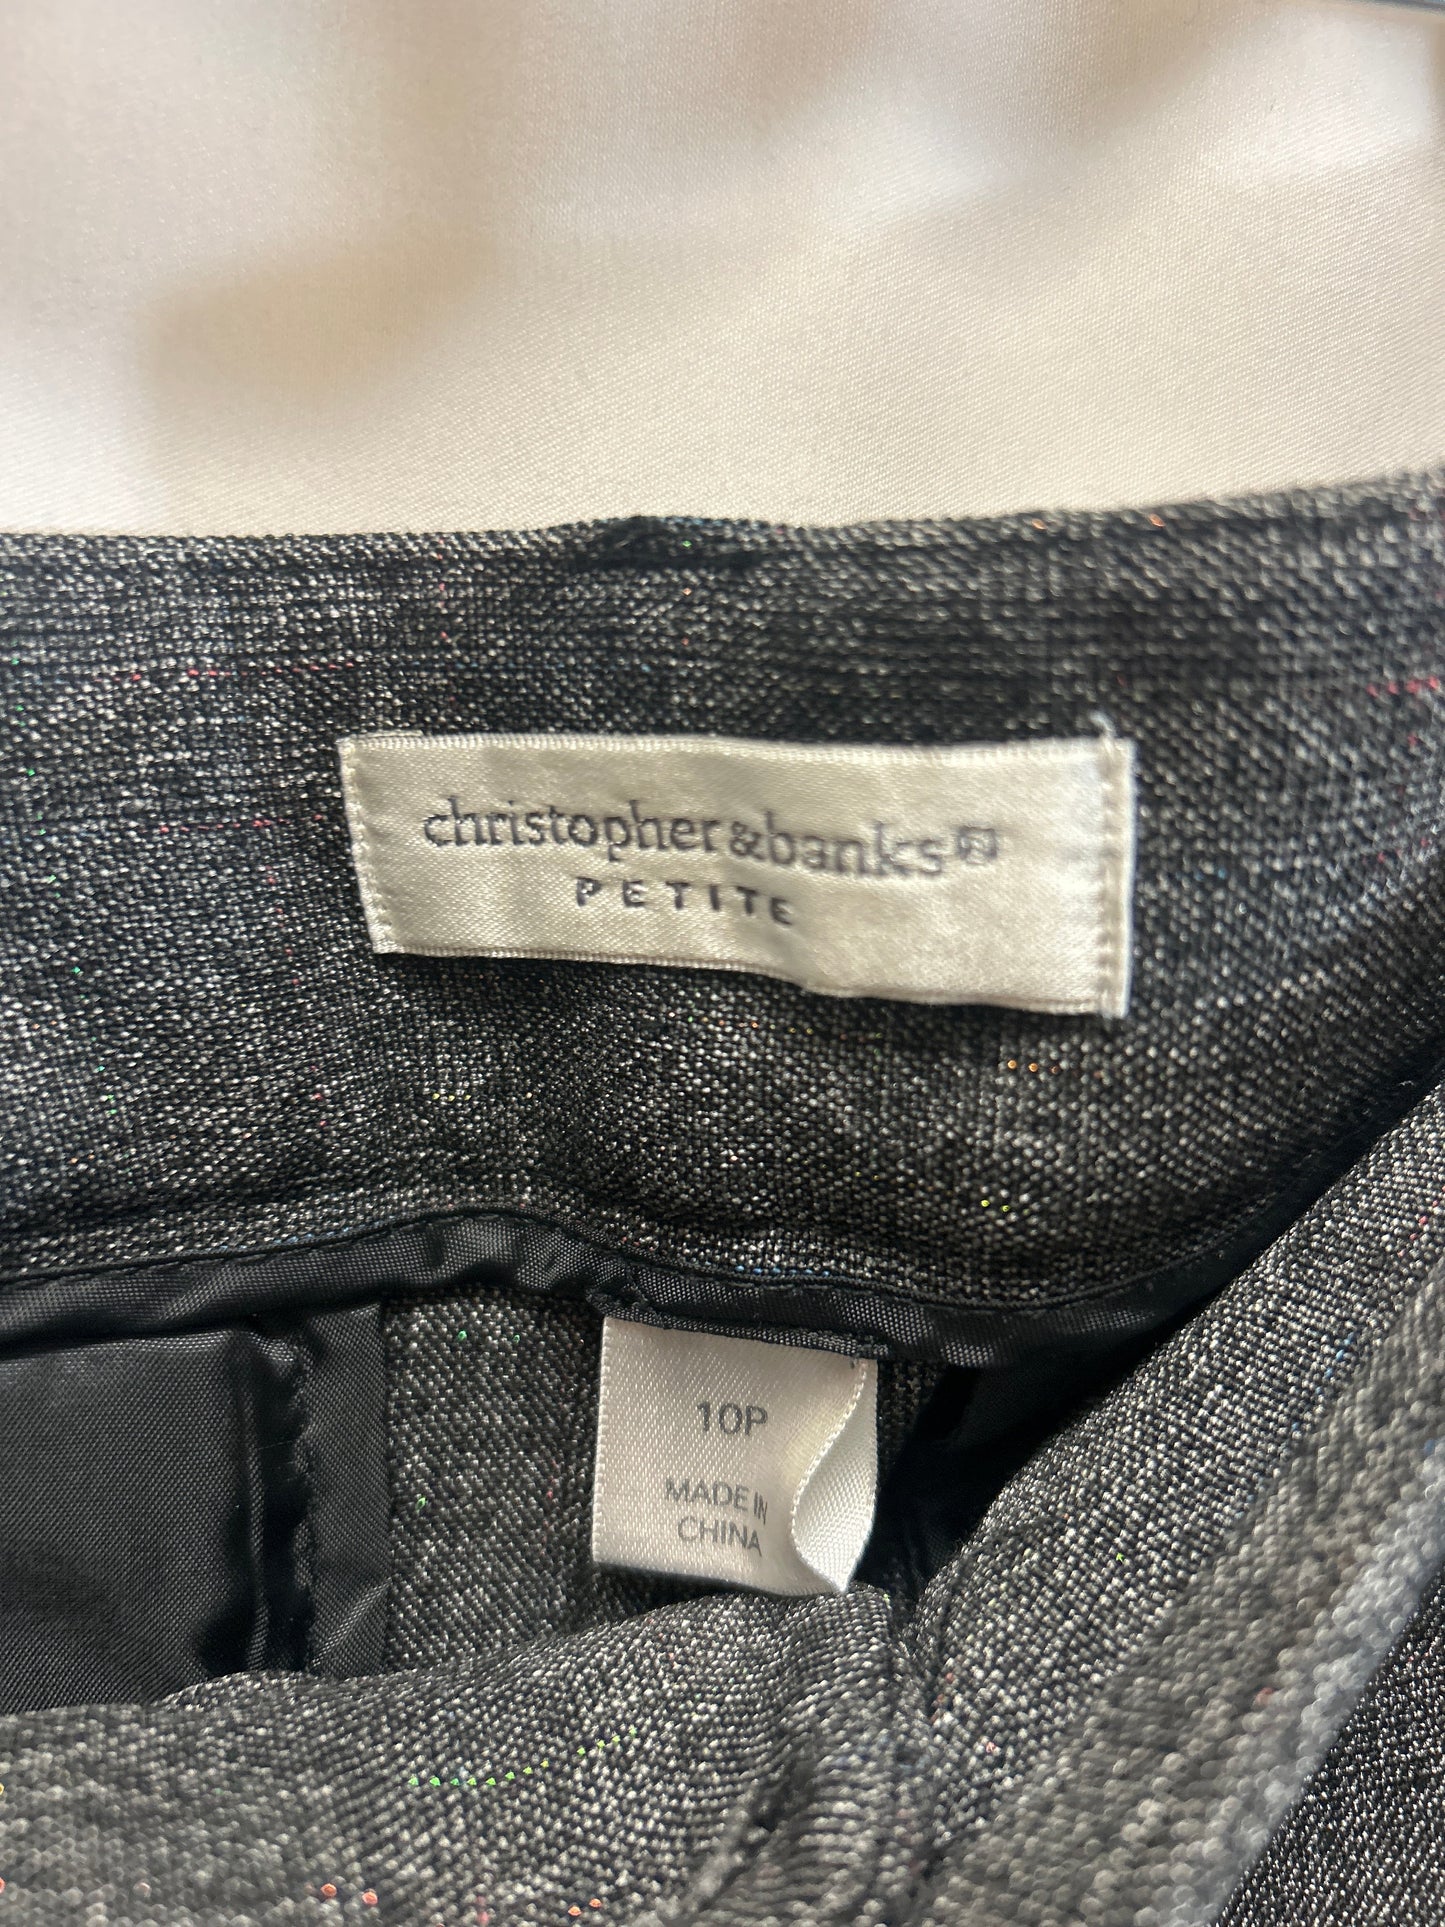 christopher&banks
PETITE
10P
MADE IN
CHINA